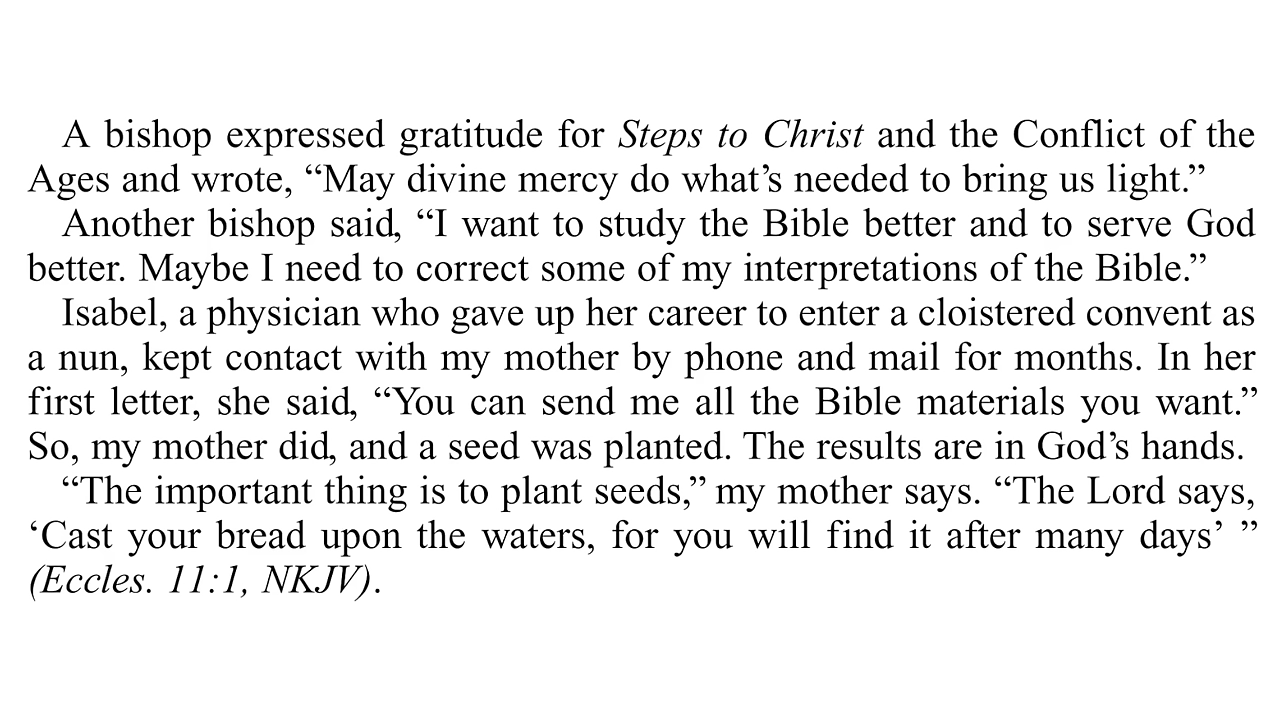 A bishop expressed gratitude for Steps to Christ and the Conflict of the
Ages and wrote, “May divine mercy do what’s needed to bring us light.”
Another bishop said, “I want to study the Bible better and to serve God
better. Maybe I need to correct some of my interpretations of the Bible.”
Isabel, a physician who gave up her career to enter a cloistered convent as
a nun, kept contact with my mother by phone and mail for months. In her
first letter, she said, “You can send me all the Bible materials you want.”
So, my mother did, and a seed was planted. The results are in God’s hands.
“The important thing is to plant seeds,” my mother says. “The Lord says,
‘Cast your bread upon the waters, for you will find it after many days’ ”
(Eccles. 11:1, NKJV).